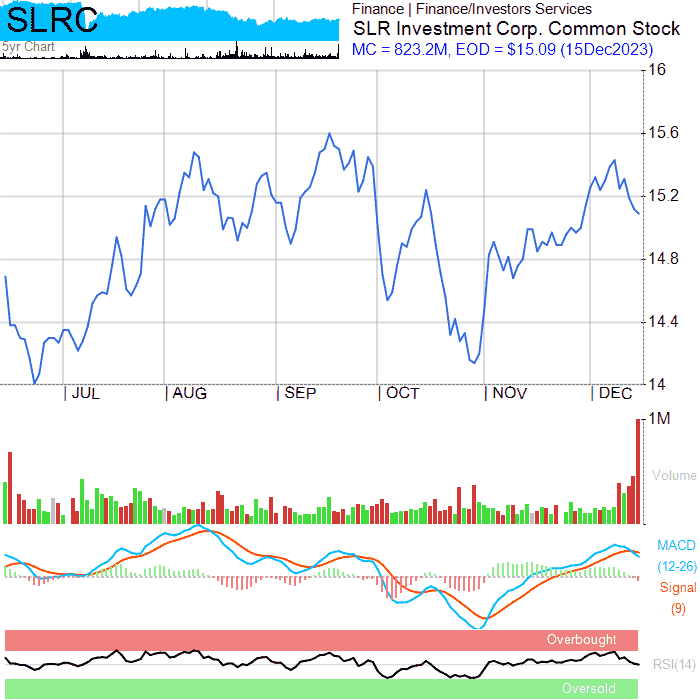 SLRC
5yr Chart
Finance | Finance/Investors Services
SLR Investment Corp. Common Stock
MC = 823.2M, EOD = $15.09 (15Dec2023)
16
15.6
15.2
14.8
14.4
14
JUL AUG SEP OCT NOV DEC
1M
Volume
MACD
(12-26)
Signal
(9)
Overbought
RSI(14)
Oversold